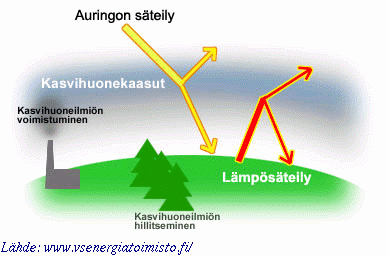 Auringon säteily
Kasvihuonekaasut
Kasvihuoneilmiön
voimistuminen
Lämpösäteily
Kasvihuoneilmiön
hillitseminen
Lähde: www.vsenergiatoimisto.fi/